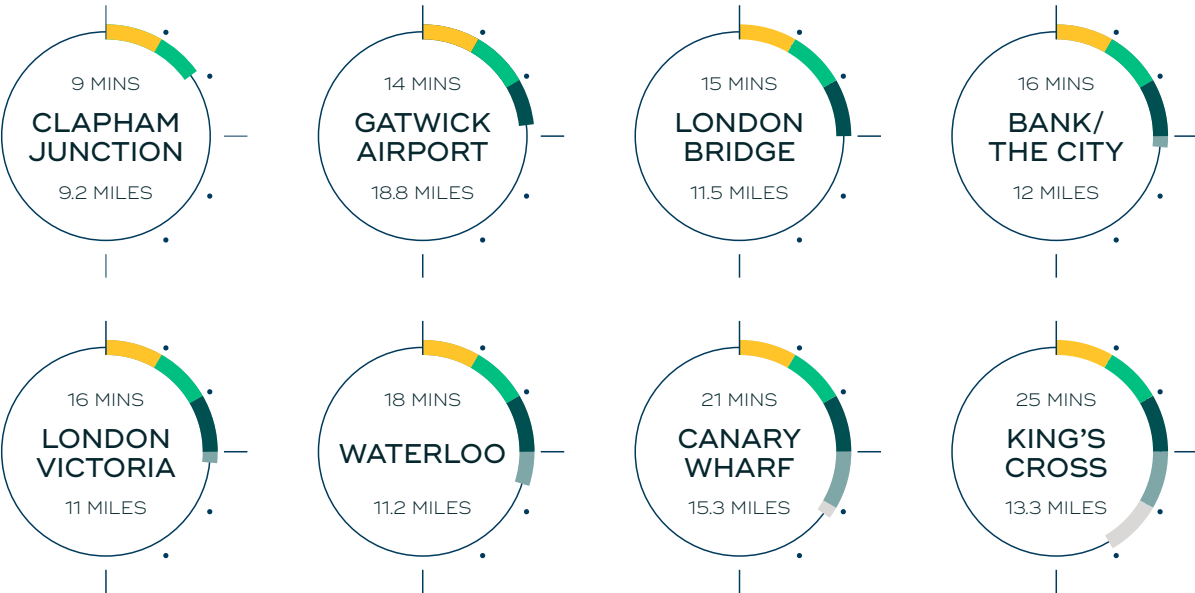 9 MINS
CLAPHAM
JUNCTION
9.2 MILES
14 MINS
GATWICK
AIRPORT
18.8 MILES
15 MINS
LONDON
BRIDGE
11.5 MILES
16 MINS
BANK/
THE CITY
12 MILES
16 MINS
LONDON
VICTORIA
11 MILES
18 MINS
WATERLOO
11.2 MILES
21 MINS
CANARY
WHARF
15.3 MILES
25 MINS
KING’S
CROSS
13.3 MILES